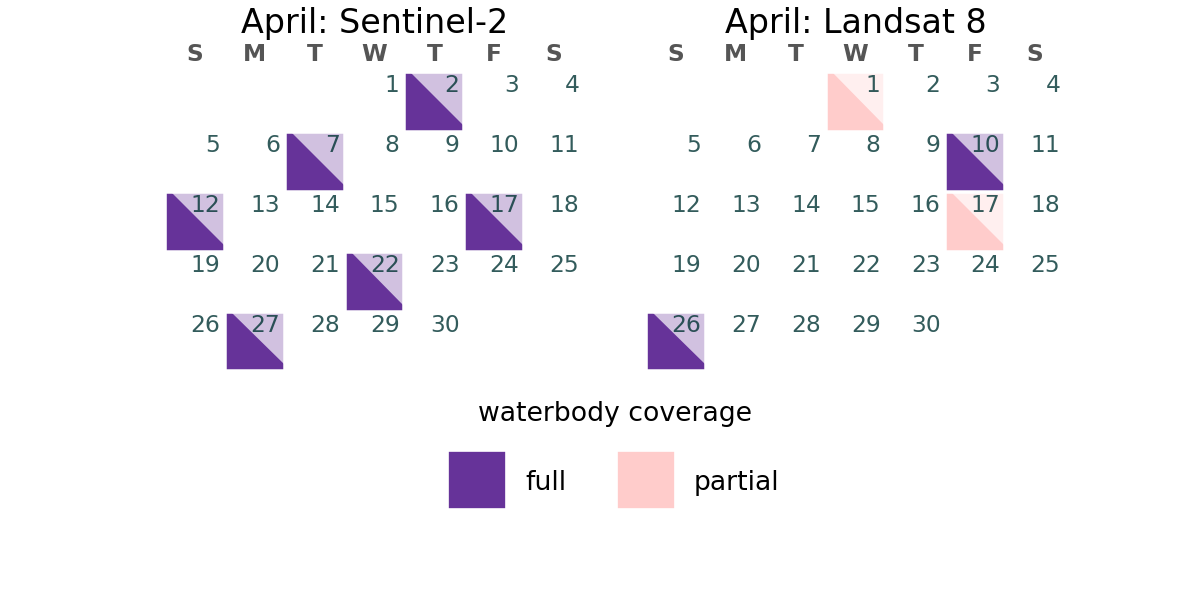 April: Sentinel-2
S M T W T F S
1 2 3 4
5 6 7 8 9 10 11
12 13 14 15 16 17 18
19 20 21 22 23 24 25
26 27 28 29 30
April: Landsat 8
S M T W T F S
1 2 3 4
5 6 7 8 9 10 11
12 13 14 15 16 17 18
19 20 21 22 23 24 25
26 27 28 29 30
waterbody coverage
full partial